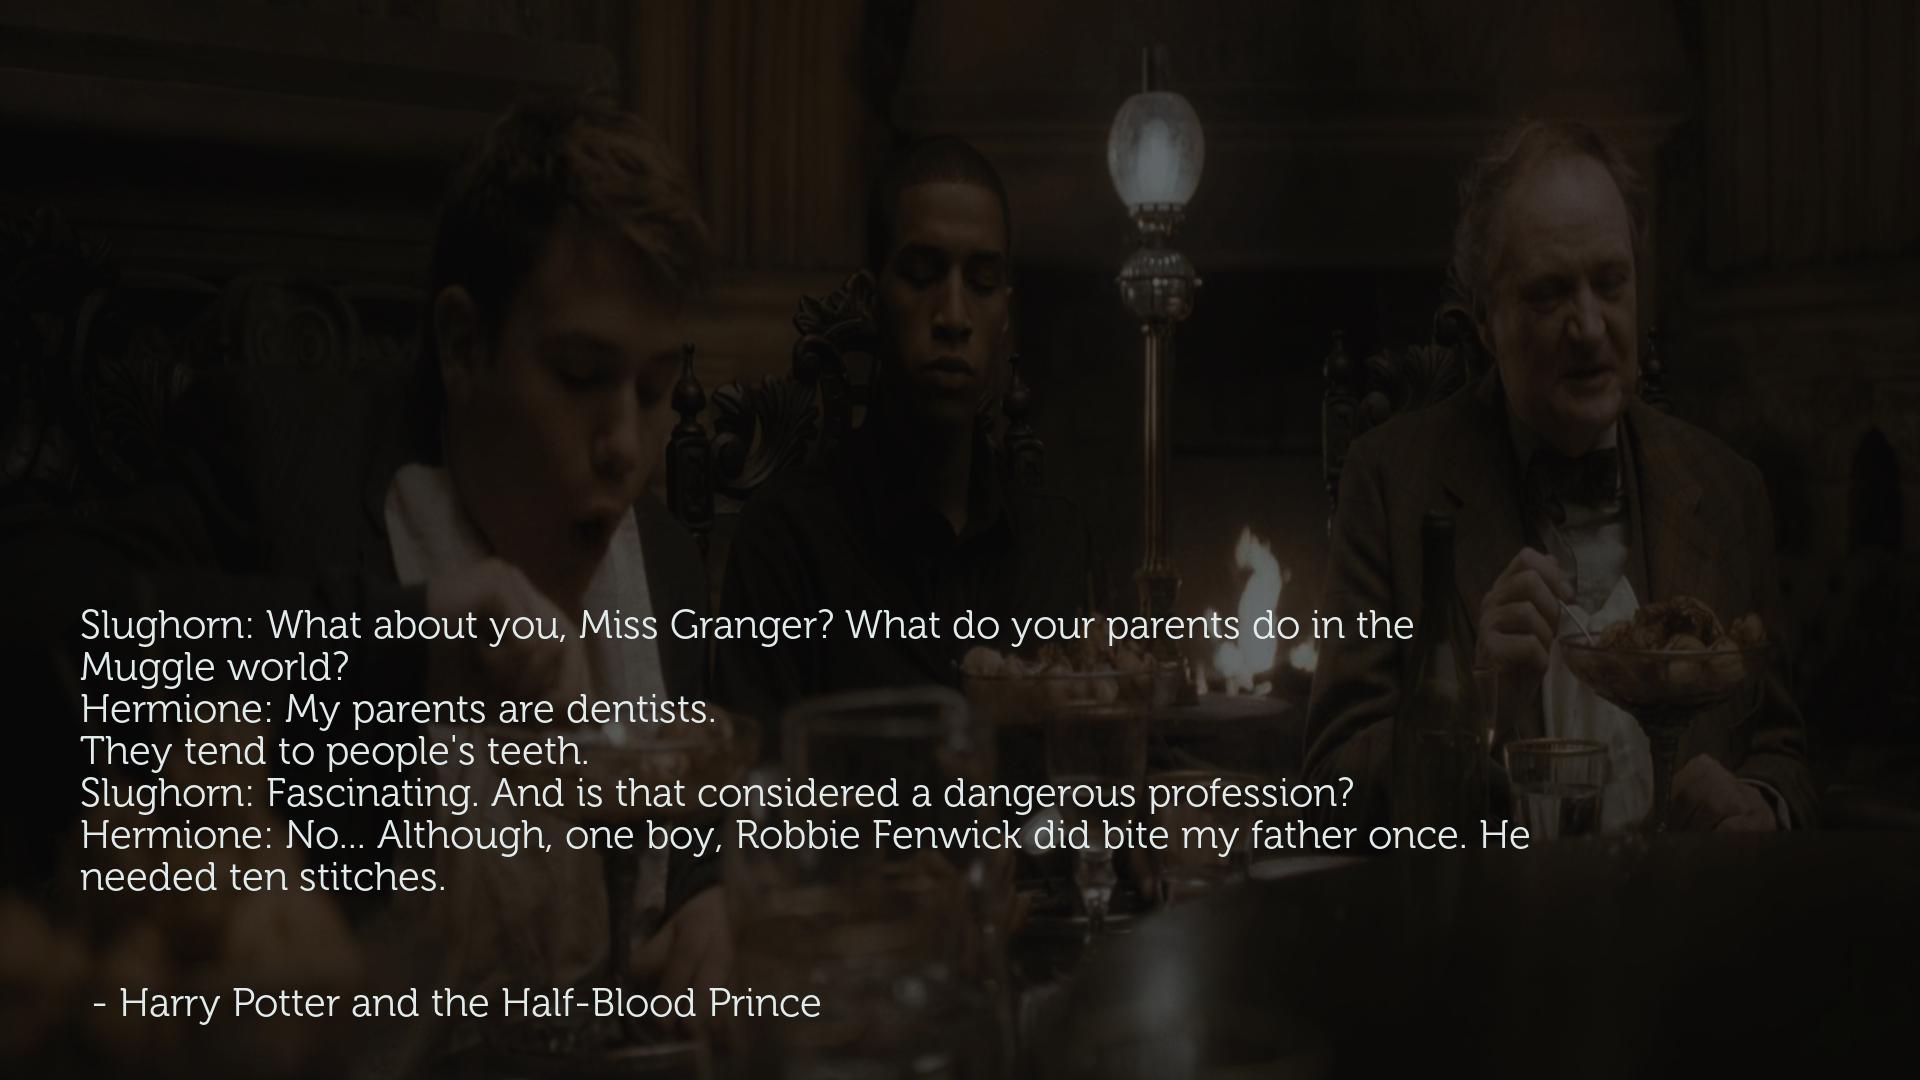 Slughorn: What about you, Miss Granger? What do your parents do in the
Muggle world?
Hermione: My parents are dentists.
They tend to people's teeth.
Slughorn: Fascinating. And is that considered a dangerous profession?
Hermione: No... Although, one boy, Robbie Fenwick did bite my father once. He
needed ten stitches.
- Harry Potter and the Half-Blood Prince